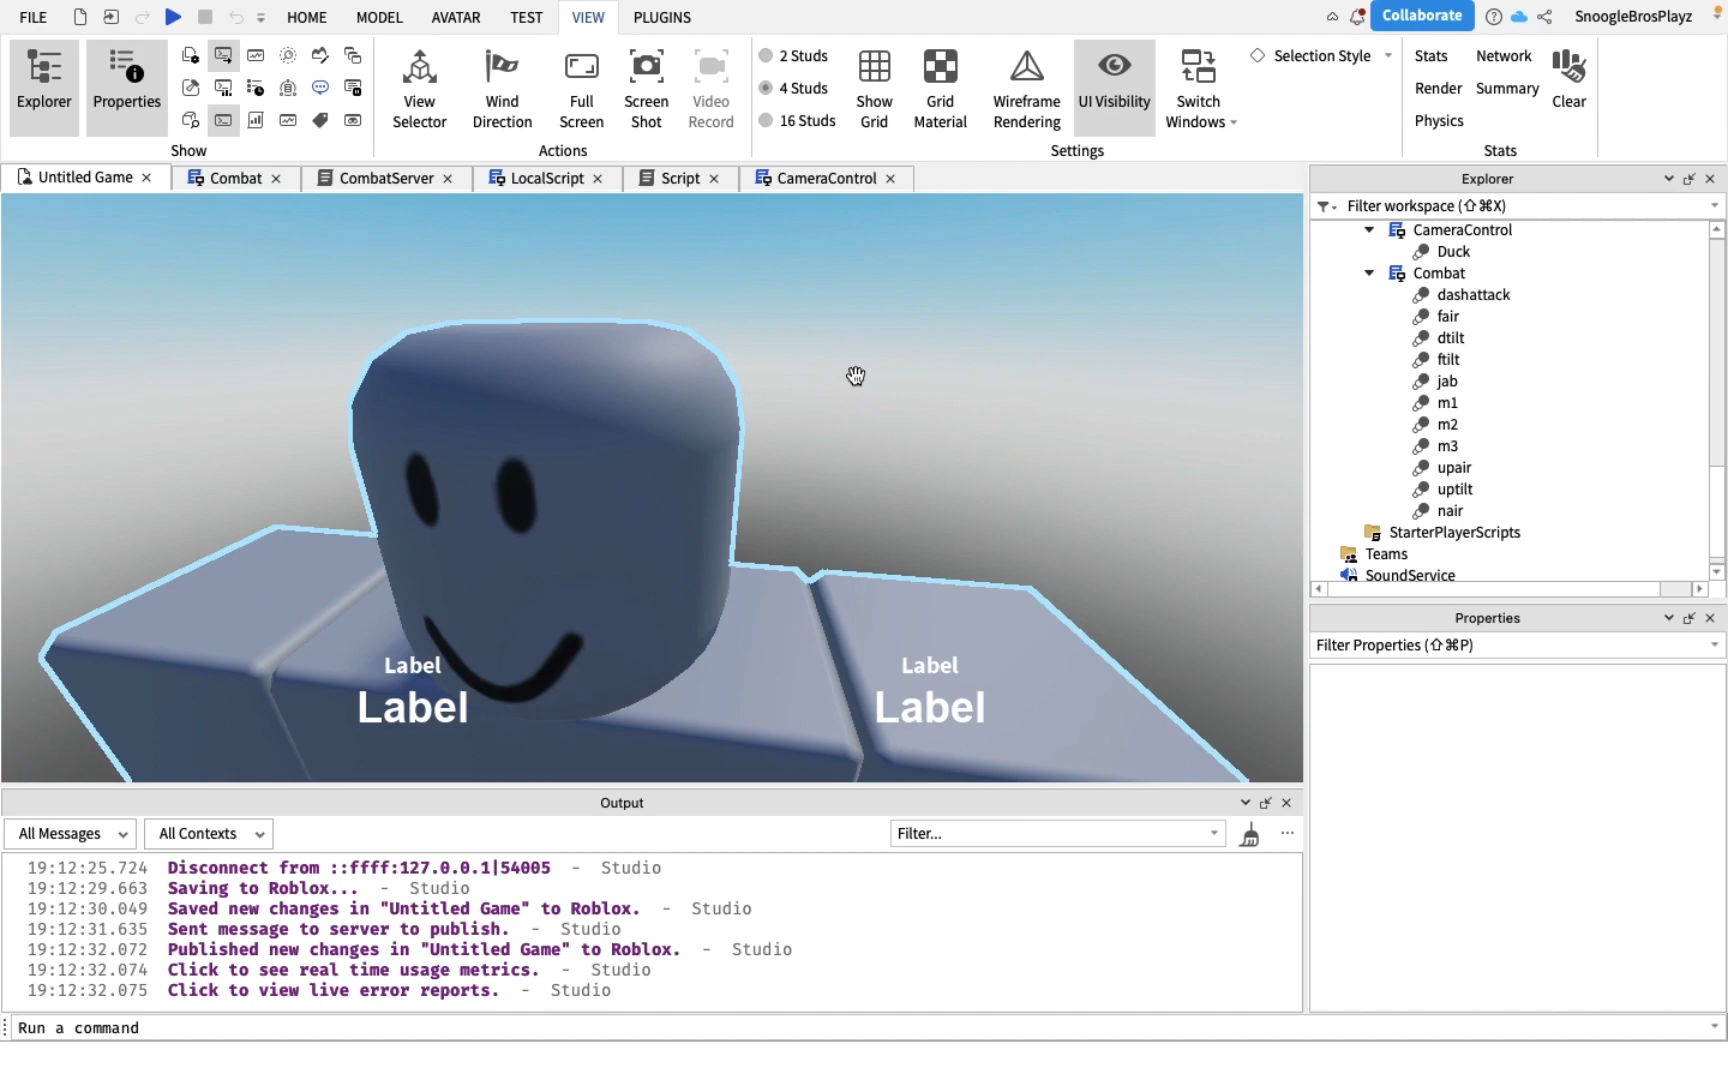 FILE HOME MODEL AVATAR TEST VIEW PLUGINS Collaborate SnoogleBrosPlayz
Explorer
Properties
Show
View Selector
Wind Direction
Full Screen
Screen Shot
Video Record
Actions
2 Studs
4 Studs
16 Studs
Show Grid
Grid Material
Wireframe Rendering
UI Visibility
Switch Windows
Selection Style
Settings
Stats Network
Render Summary
Physics
Clear
Stats
Untitled Game Combat CombatServer LocalScript Script CameraControl
Label
Label
Label
Label
Explorer
Filter workspace (⇧⌘X)
CameraControl
Duck
Combat
dashattack
fair
dtilt
ftilt
jab
m1
m2
m3
upair
uptilt
nair
StarterPlayerScripts
Teams
SoundService
Properties
Filter Properties (⇧⌘P)
Output
All Messages All Contexts Filter...
19:12:25.724 Disconnect from ::ffff:127.0.0.1|54005 - Studio
19:12:29.663 Saving to Roblox... - Studio
19:12:30.049 Saved new changes in "Untitled Game" to Roblox. - Studio
19:12:31.635 Sent message to server to publish. - Studio
19:12:32.072 Published new changes in "Untitled Game" to Roblox. - Studio
19:12:32.074 Click to see real time usage metrics. - Studio
19:12:32.075 Click to view live error reports. - Studio
Run a command